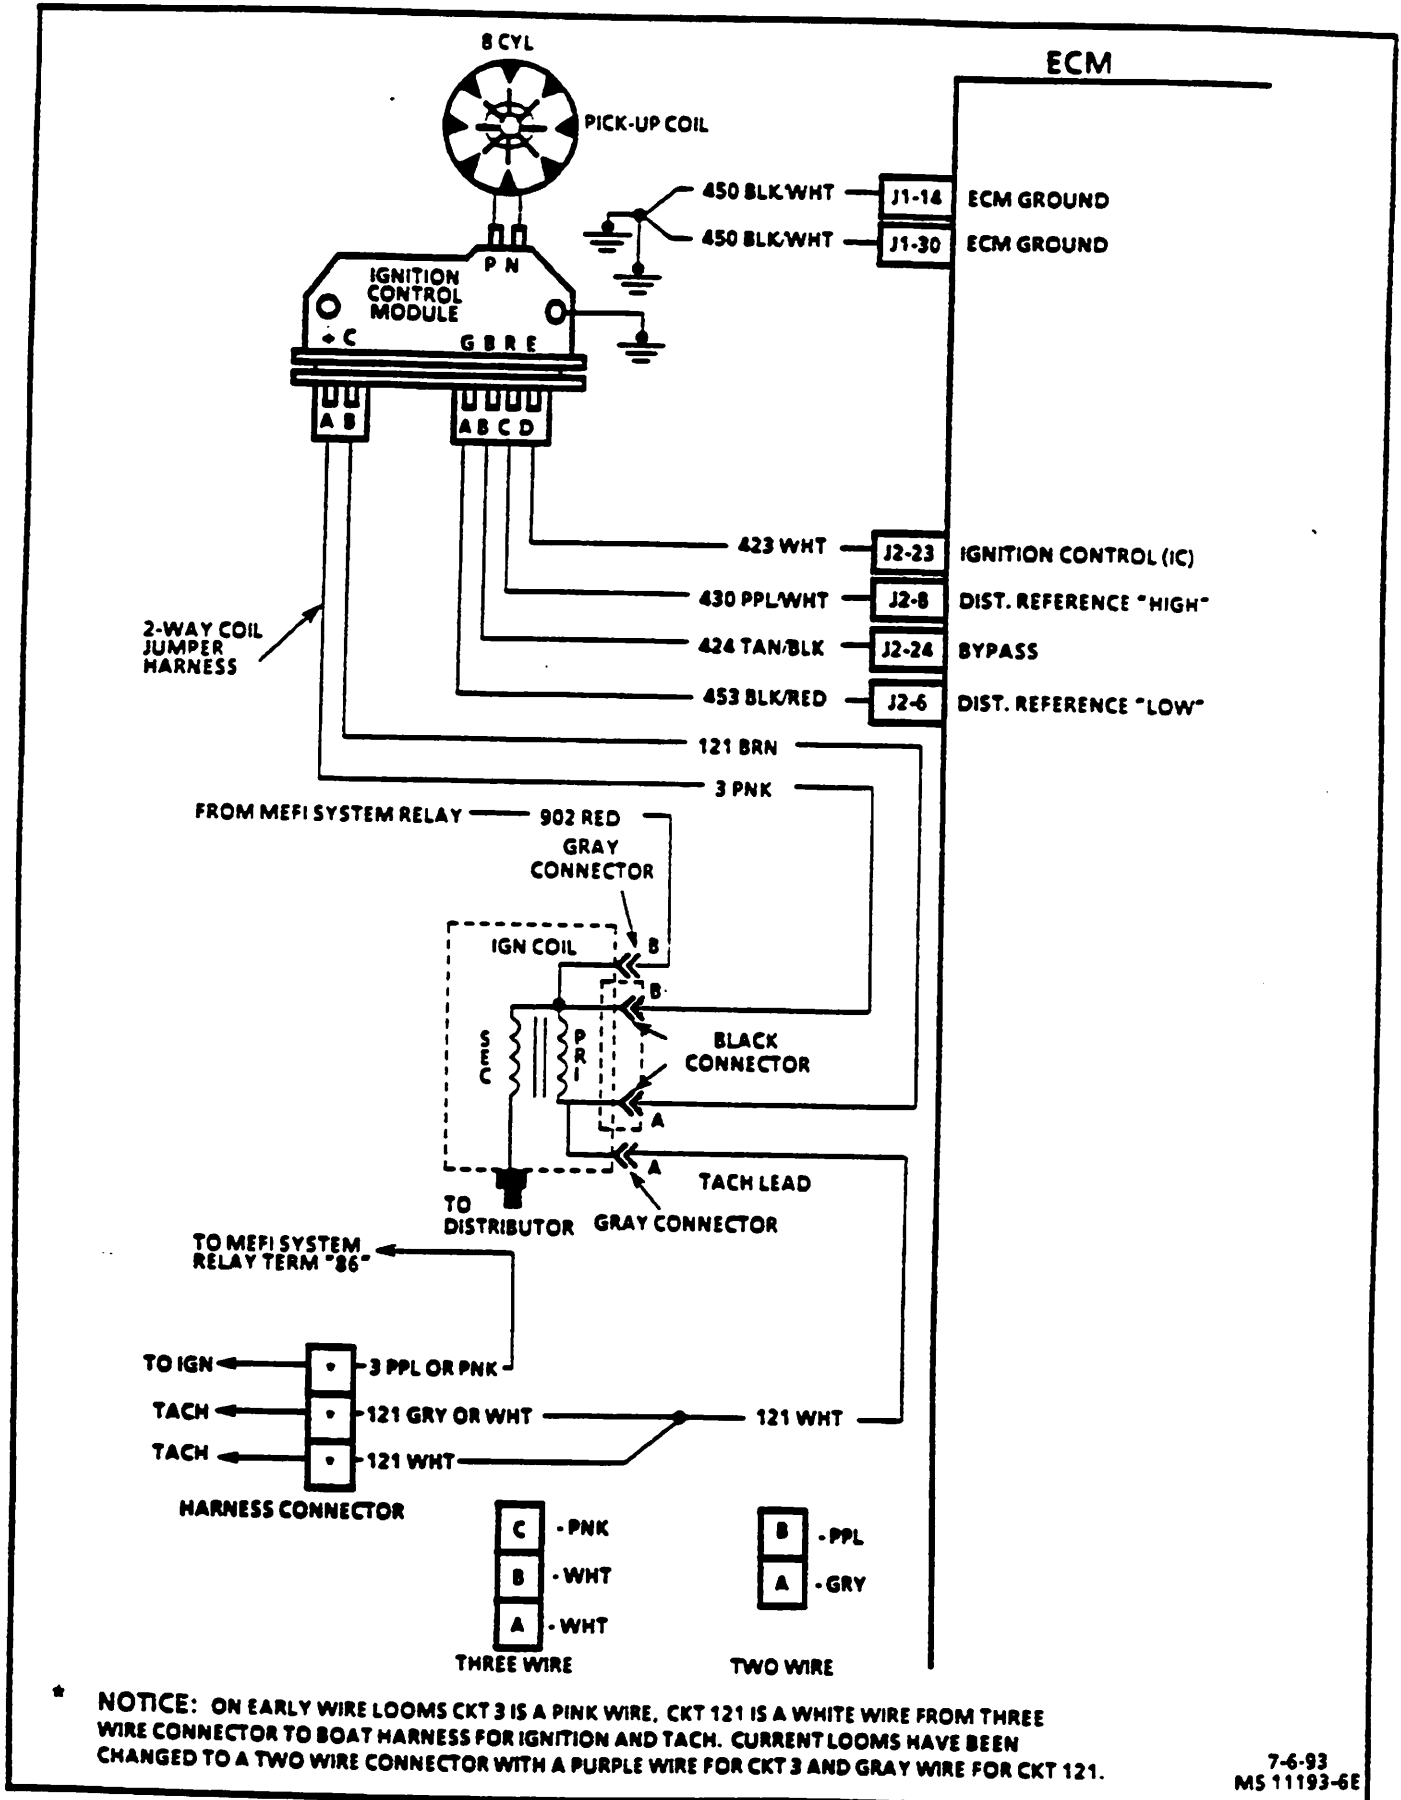 8 CYL
ECM
PICK-UP COIL
450 BLK/WHT
J1-14
ECM GROUND
450 BLK/WHT
J1-30
ECM GROUND
P N
IGNITION
CONTROL
MODULE
+ C
G B R E
A B
A B C D
423 WHT
J2-23
IGNITION CONTROL (IC)
430 PPL/WHT
J2-8
DIST. REFERENCE "HIGH"
2-WAY COIL
JUMPER
HARNESS
424 TAN/BLK
J2-24
BYPASS
453 BLK/RED
J2-6
DIST. REFERENCE "LOW"
121 BRN
3 PNK
FROM MEFI SYSTEM RELAY
902 RED
GRAY
CONNECTOR
IGN COIL
B
B
SEC
PRI
BLACK
CONNECTOR
A
A
TACH LEAD
TO
DISTRIBUTOR
GRAY CONNECTOR
TO MEFI SYSTEM
RELAY TERM "86"
TO IGN
*
3 PPL OR PNK
TACH
*
121 GRY OR WHT
121 WHT
TACH
*
121 WHT
HARNESS CONNECTOR
C
- PNK
B
- WHT
A
- WHT
THREE WIRE
B
- PPL
A
- GRY
TWO WIRE
* NOTICE: ON EARLY WIRE LOOMS CKT 3 IS A PINK WIRE, CKT 121 IS A WHITE WIRE FROM THREE
WIRE CONNECTOR TO BOAT HARNESS FOR IGNITION AND TACH. CURRENT LOOMS HAVE BEEN
CHANGED TO A TWO WIRE CONNECTOR WITH A PURPLE WIRE FOR CKT 3 AND GRAY WIRE FOR CKT 121.
7-6-93
MS 11193-6E